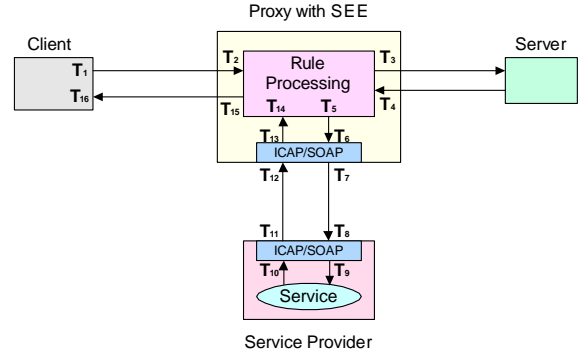 Proxy with SEE
Client
Server
T1
T2
Rule
Processing
T3
T16
T15
T14
T5
T4
T13
T6
ICAP/SOAP
T12
T7
T11
T8
ICAP/SOAP
T10
T9
Service
Service Provider